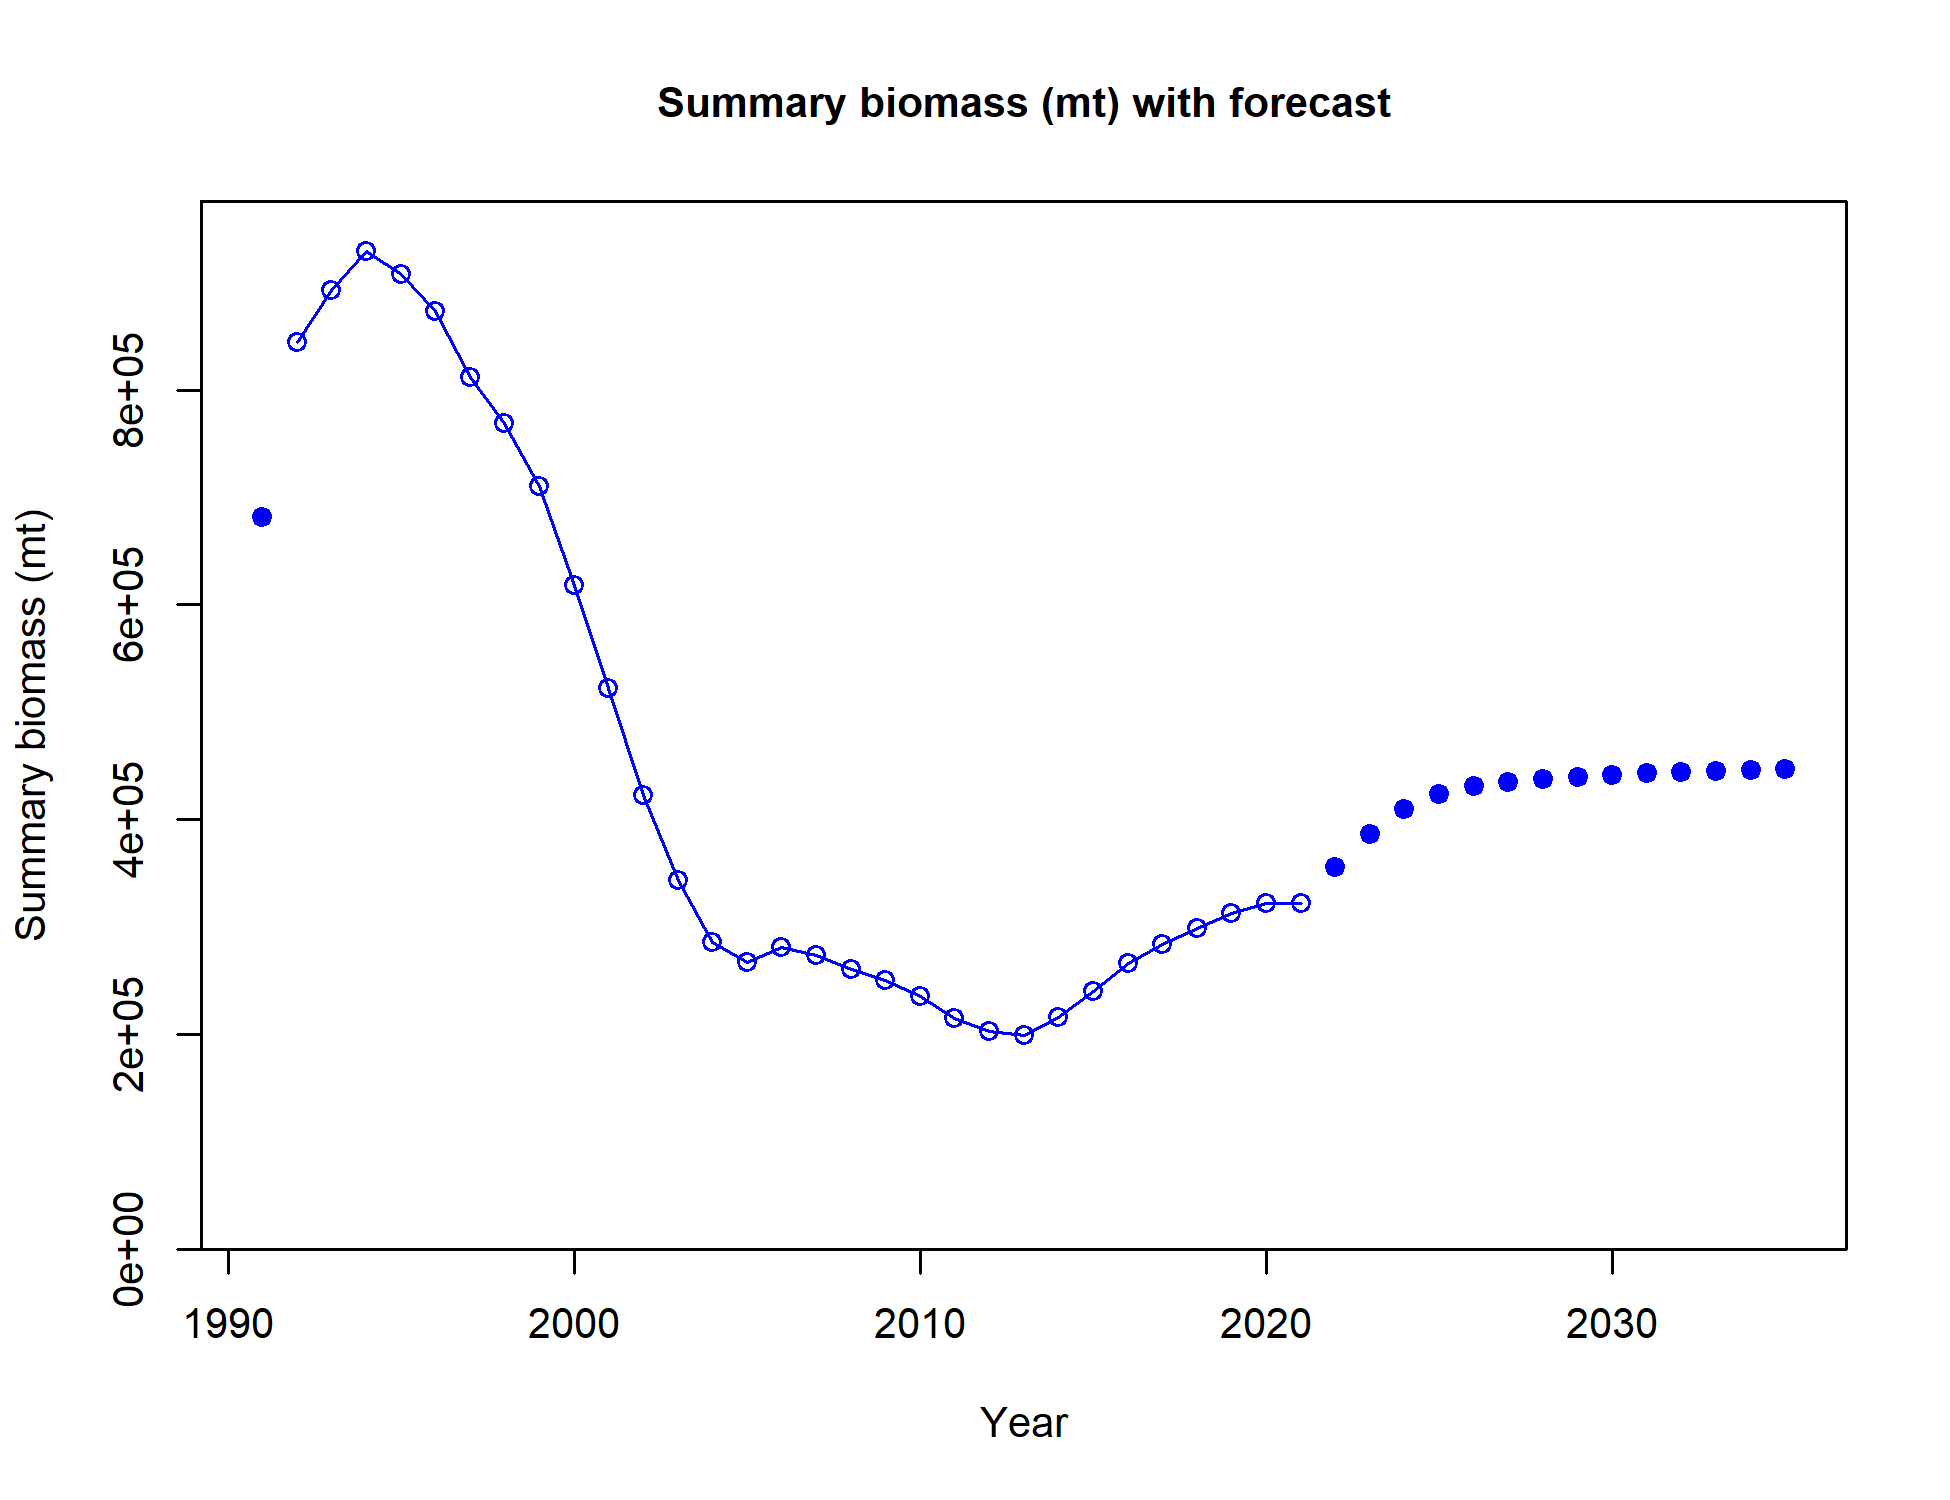 Summary biomass (mt) with forecast
Summary biomass (mt)
8e+05
6e+05
4e+05
2e+05
0e+00
1990 2000 2010 2020 2030
Year